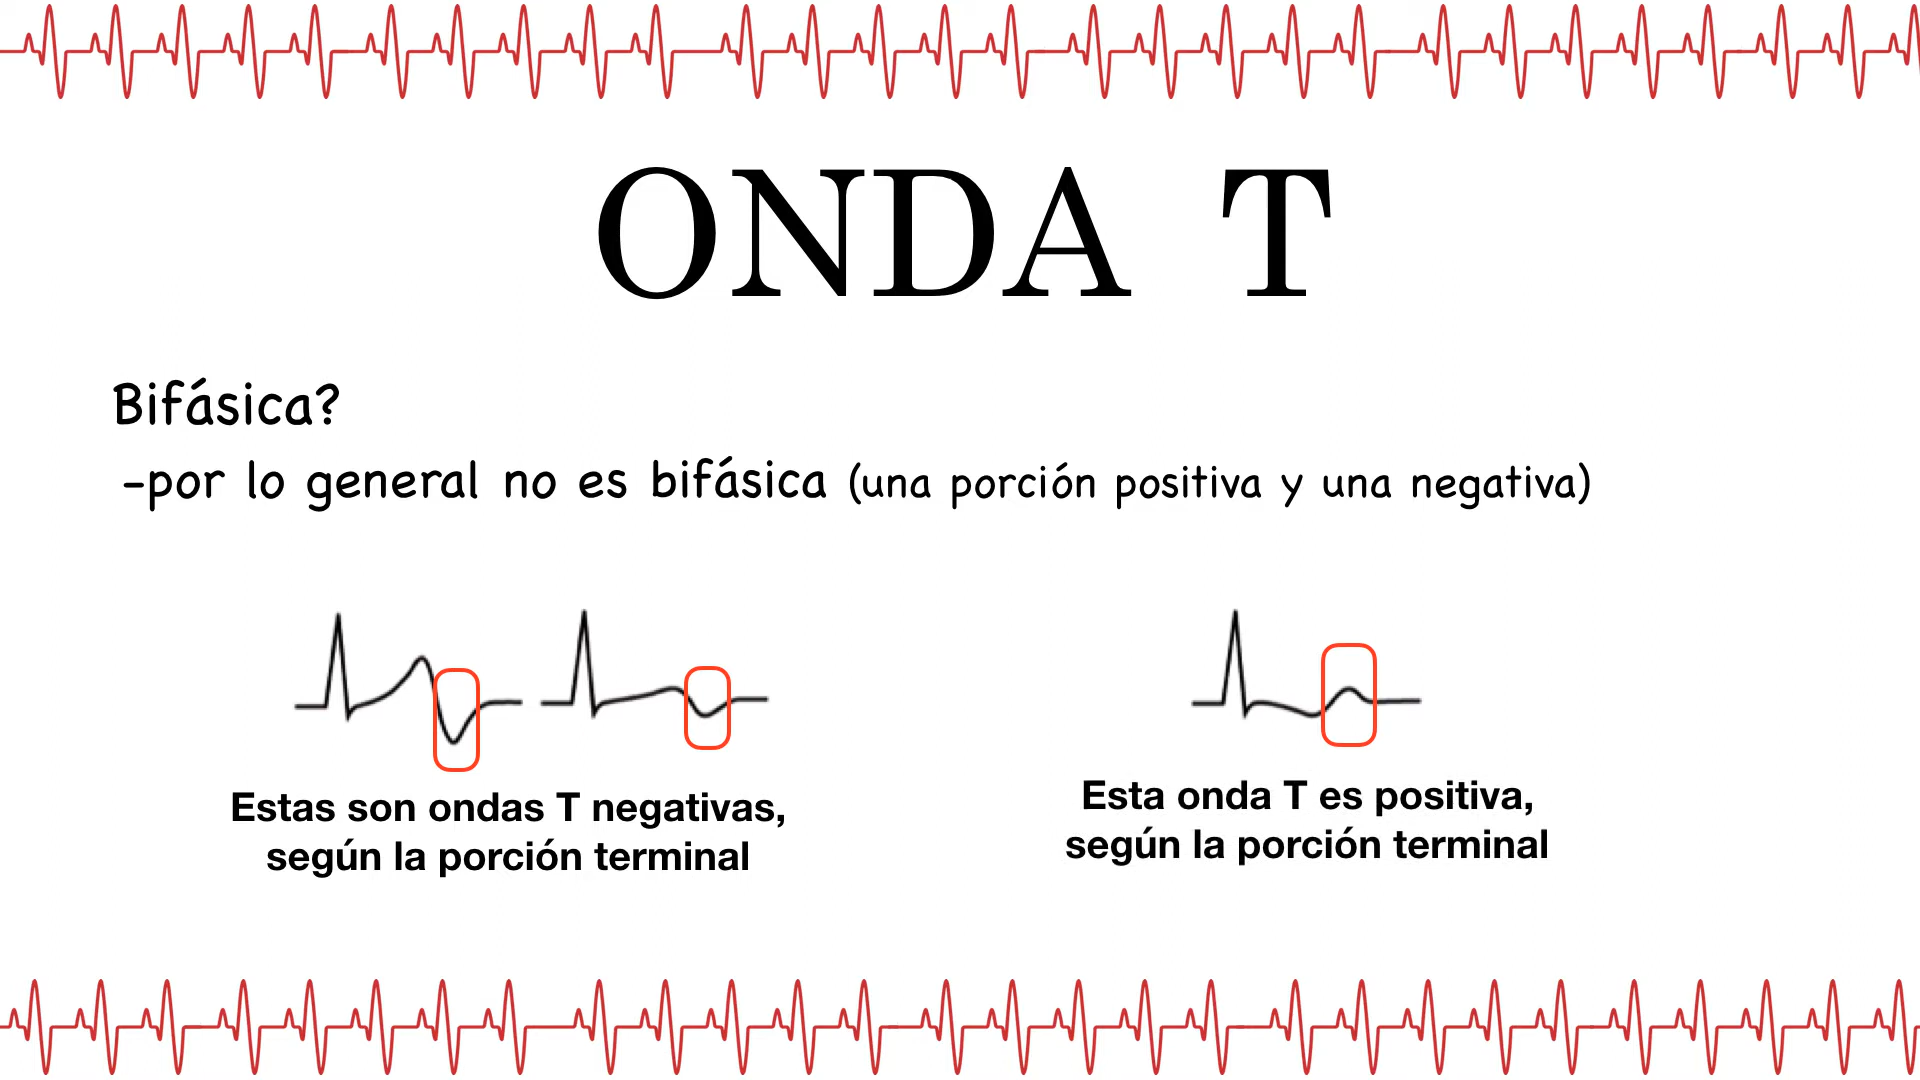 ONDA T
Bifásica?
-por lo general no es bifásica (una porción positiva y una negativa)
Estas son ondas T negativas,
según la porción terminal
Esta onda T es positiva,
según la porción terminal